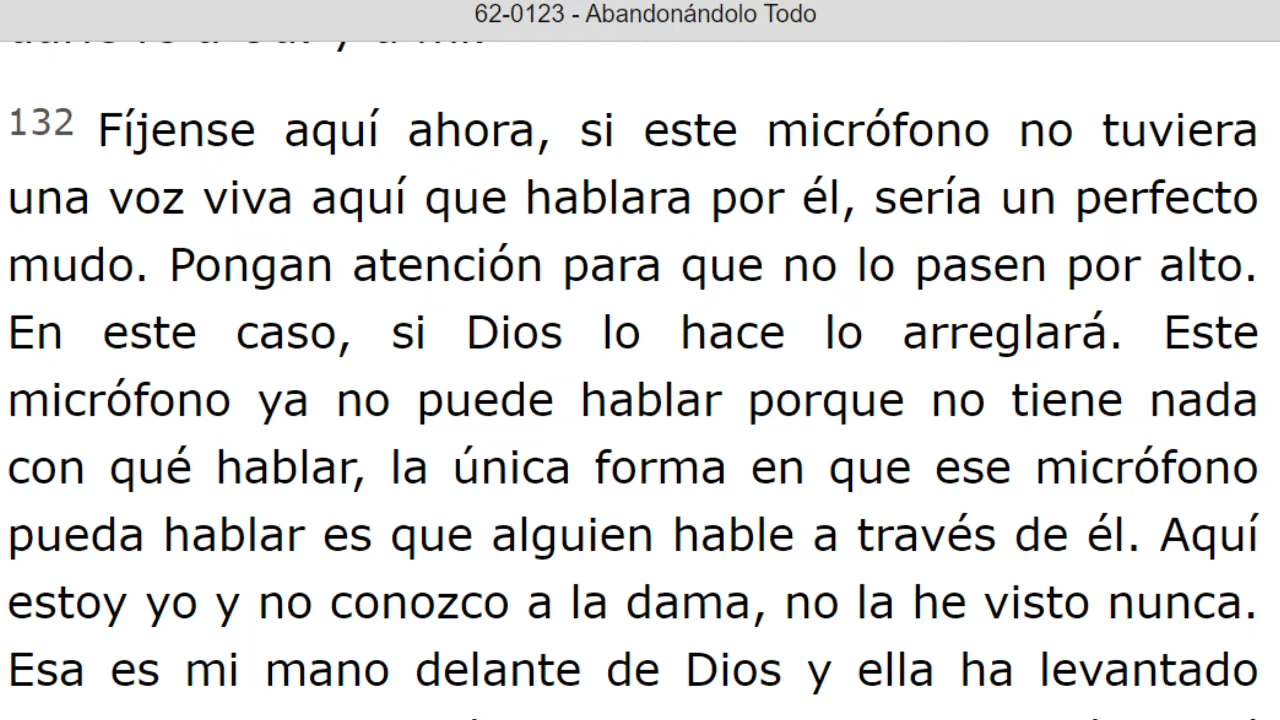 62-0123 - Abandonándolo Todo
132 Fíjense aquí ahora, si este micrófono no tuviera
una voz viva aquí que hablara por él, sería un perfecto
mudo. Pongan atención para que no lo pasen por alto.
En este caso, si Dios lo hace lo arreglará. Este
micrófono ya no puede hablar porque no tiene nada
con qué hablar, la única forma en que ese micrófono
pueda hablar es que alguien hable a través de él. Aquí
estoy yo y no conozco a la dama, no la he visto nunca.
Esa es mi mano delante de Dios y ella ha levantado